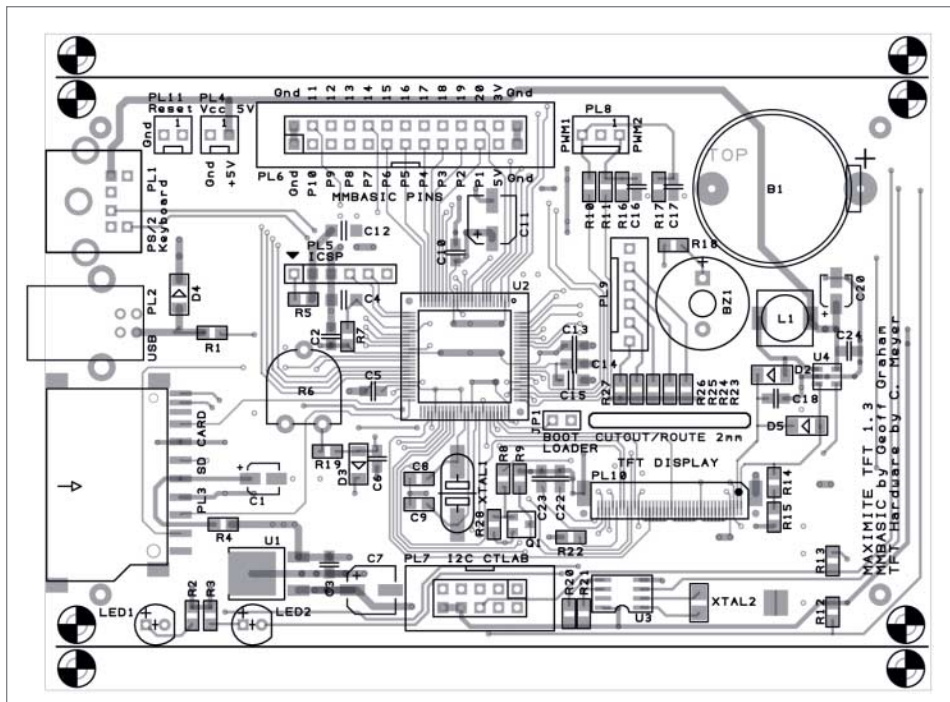 PL11
Reset
1
Gnd
PL4
Vcc 5V
1
Gnd
+5V
Gnd
11
12
13
14
15
16
17
18
19
20
3V
Gnd
PL6
Gnd
P10
P9
P8
P7
P6
P5
P4
P3
P2
P1
5V
Gnd
MMBASIC PINS
PL8
PWM1
1
PWM2
TOP
+
B1
PL1
PS/2
Keyboard
R10
R11
R16
C16
R17
C17
C12
C10
C11
R18
PL5
ICSP
PL2
USB
D4
R1
R5
C4
C2
R7
U2
PL9
+
BZ1
L1
C20
+
C24
U4
C13
C14
C15
C5
R6
D2
C18
D5
R27
R26
R25
R24
R23
JP1
BOOT
LOADER
CUTOUT/ROUTE 2mm
TFT DISPLAY
PL10
CARD
SD
PL3
+
C1
R4
R19
D3
C6
C8
C9
XTAL1
R28
R8
R9
C23
C22
Q1
R22
R14
R15
MAXIMITE TFT 1.3
MMBASIC by Geoff Graham
TFT Hardware by C. Meyer
U1
C3
+
C7
PL7
I2C CTLAB
R20
R21
U3
XTAL2
R13
R12
LED1
+
R2
R3
+
LED2